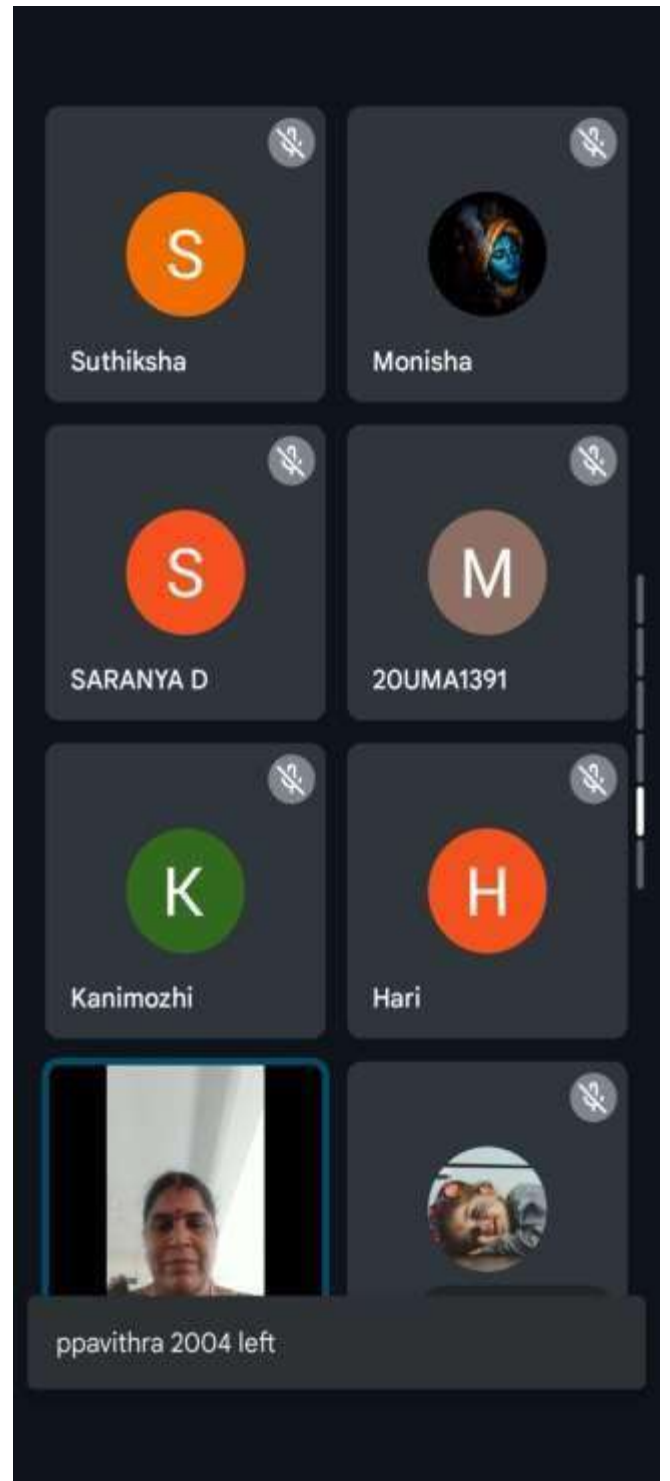 S
Suthiksha
Monisha
S
SARANYA D
M
20UMA1391
K
Kanimozhi
H
Hari
ppavithra 2004 left